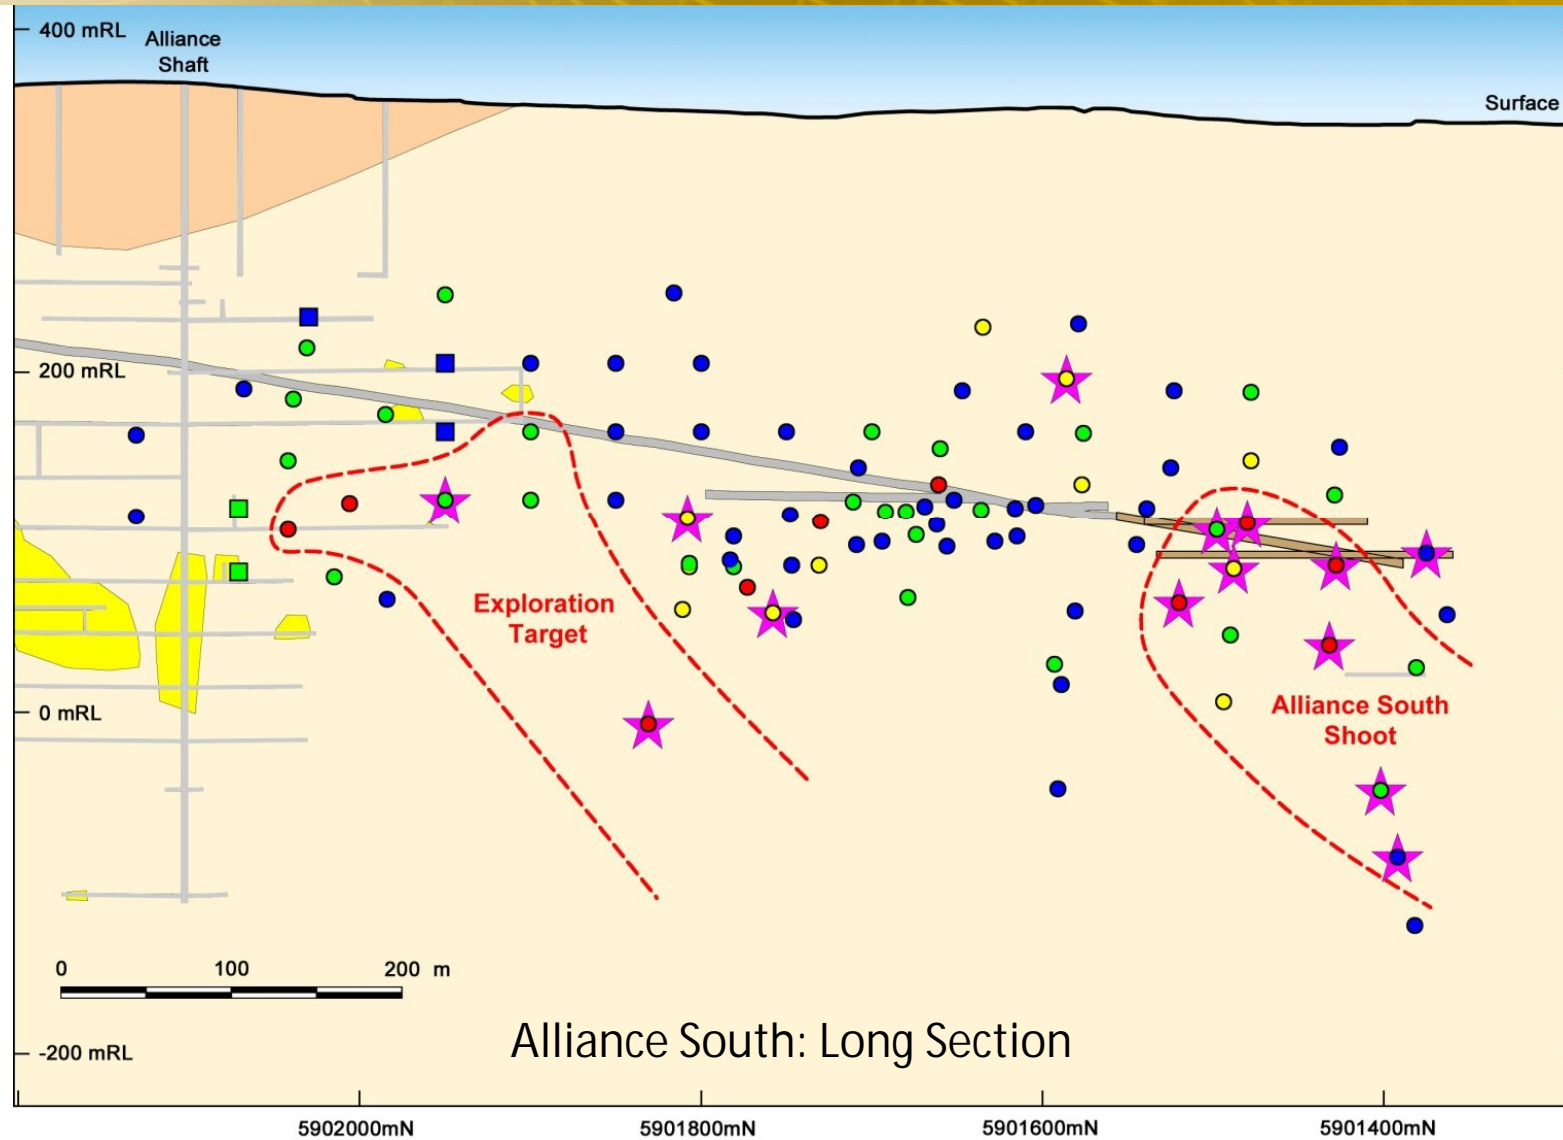 400 mRL
Alliance
Shaft
Surface
200 mRL
Exploration
Target
Alliance South
Shoot
0 mRL
0 100 200 m
Alliance South: Long Section
-200 mRL
5902000mN 5901800mN 5901600mN 5901400mN